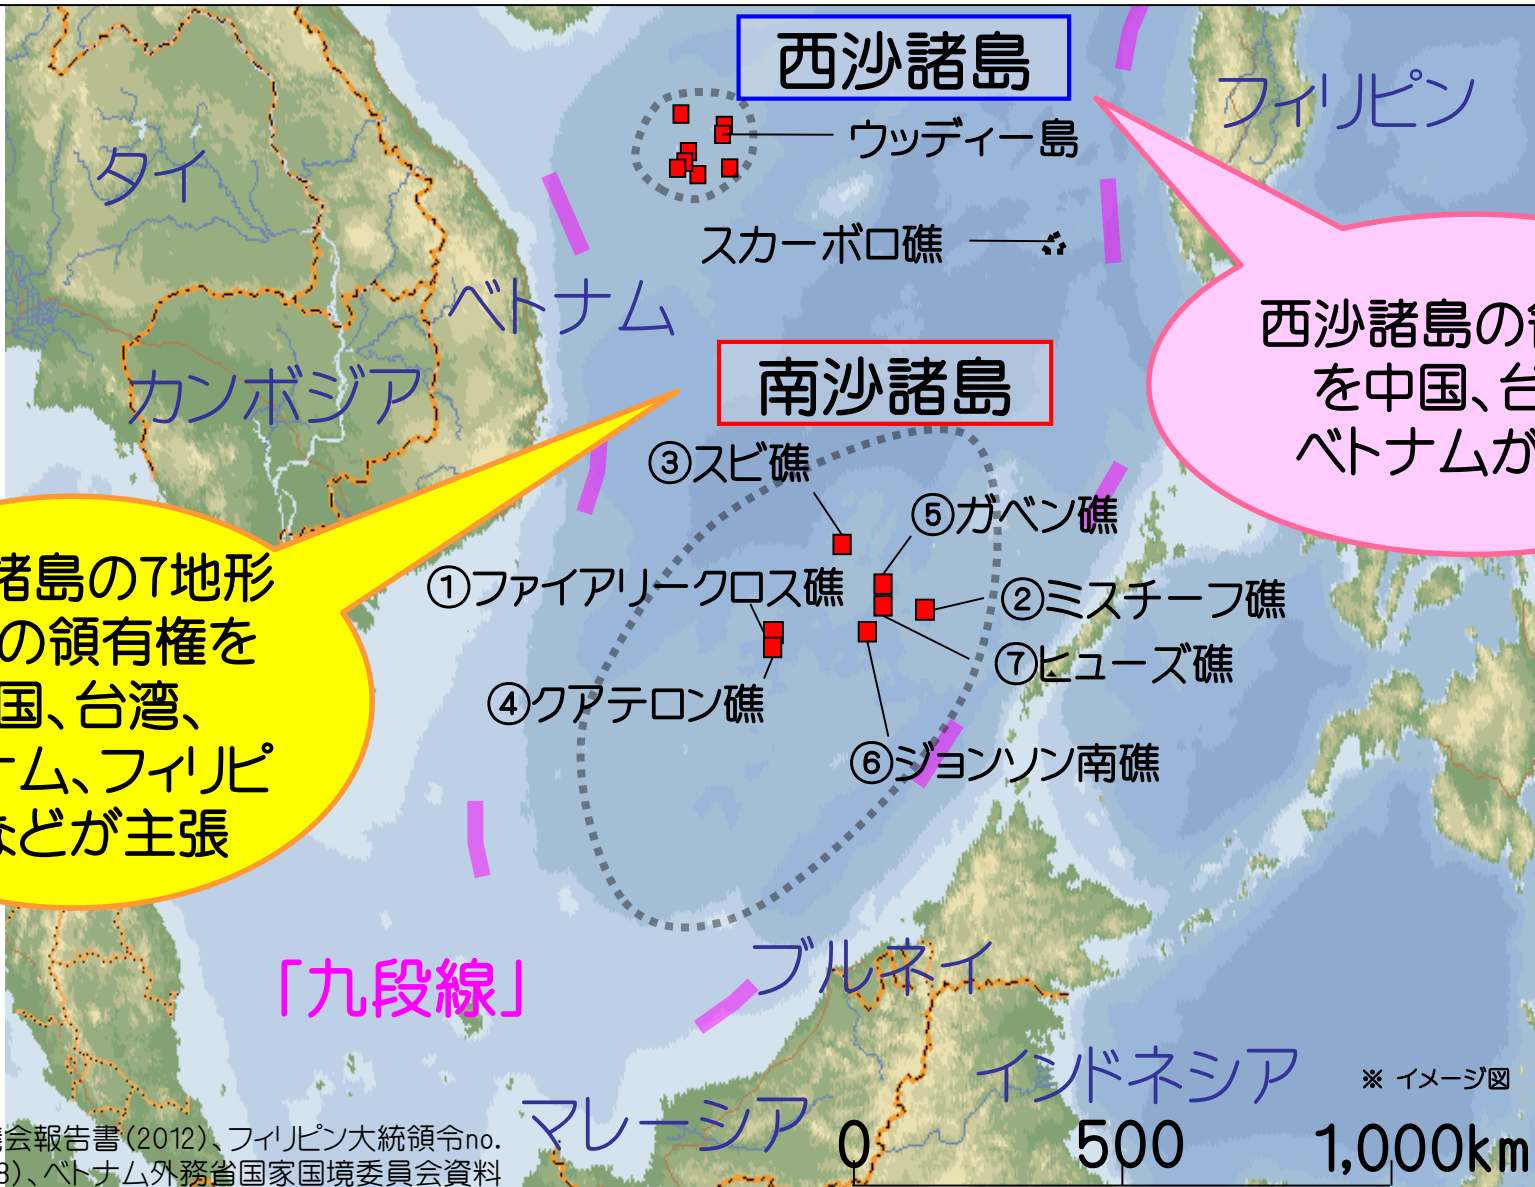 西沙諸島
フィリピン
ウッディー島
タイ
スカーボロ礁
ベトナム
西沙諸島の
を中国、台
ベトナムが
カンボジア
南沙諸島
③スビ礁
⑤ガベン礁
諸島の7地形
の領有権を
国、台湾、
ナム、フィリピ
などが主張
①ファイアリークロス礁
②ミスチーフ礁
⑦ヒューズ礁
④クアテロン礁
⑥ジョンソン南礁
「九段線」
ブルネイ
インドネシア
※ イメージ図
マレーシア
会報告書(2012)、フィリピン大統領令no.
8)、ベトナム外務省国家国境委員会資料
0 500 1,000km